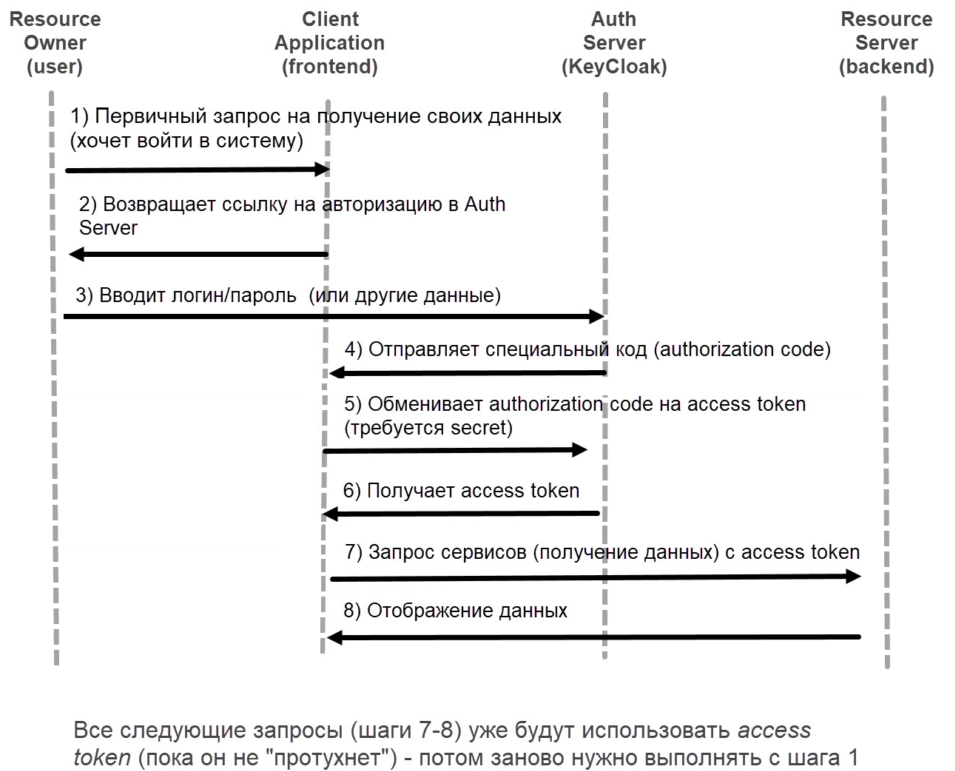 Resource
Owner
(user)
Client
Application
(frontend)
Auth
Server
(KeyCloak)
Resource
Server
(backend)
1) Первичный запрос на получение своих данных
(хочет войти в систему)
2) Возвращает ссылку на авторизацию в Auth
Server
3) Вводит логин/пароль (или другие данные)
4) Отправляет специальный код (authorization code)
5) Обменивает authorization code на access token
(требуется secret)
6) Получает access token
7) Запрос сервисов (получение данных) с access token
8) Отображение данных
Все следующие запросы (шаги 7-8) уже будут использовать access
token (пока он не "протухнет") - потом заново нужно выполнять с шага 1